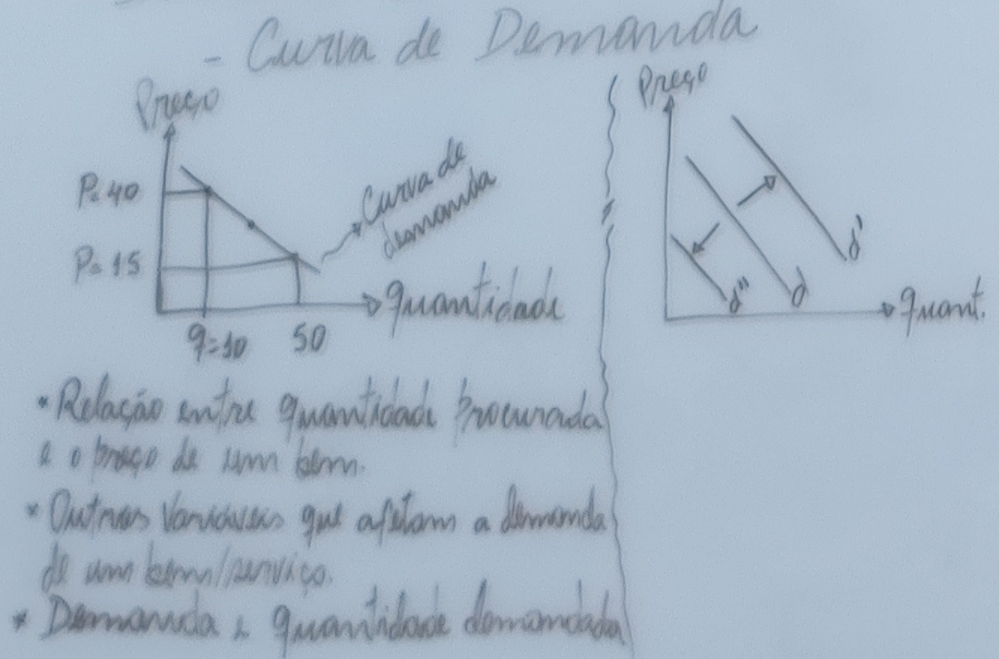 - Curva de Demanda
Preço
P=40
P=15
q=10
50
quantidade
Curva de
demanda
Preço
d'
d
d''
quant.
* Relação entre quantidade procurada
e o preço de um bem.
* Outras variáveis que afetam a demanda
de um bem/serviço.
* Demanda x quantidade demandada